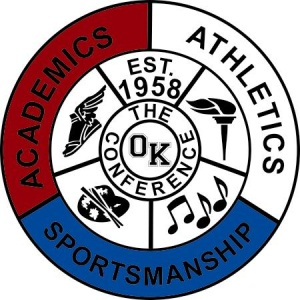 ACADEMICS
ATHLETICS
SPORTSMANSHIP
EST.
1958
THE
CONFERENCE
OK